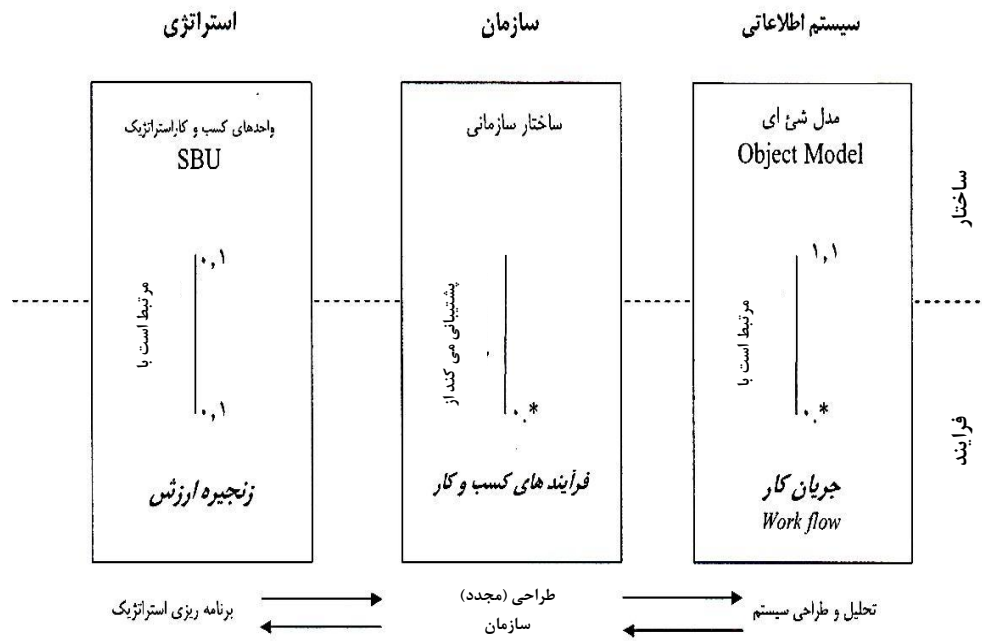 سیستم اطلاعاتی
سازمان
استراتژی
مدل شئ ای
Object Model
ساختار سازمانی
واحدهای کسب و کاراستراتژیک
SBU
ساختار
۱,۱
۰,۱
مرتبط است با
پشتیبانی می کند از
مرتبط است با
۰.*
۰.*
۰,۱
فرایند
جریان کار
Work flow
فرآیند های کسب و کار
زنجیره ارزش
تحلیل و طراحی سیستم
طراحی (مجدد)
سازمان
برنامه ریزی استراتژیک